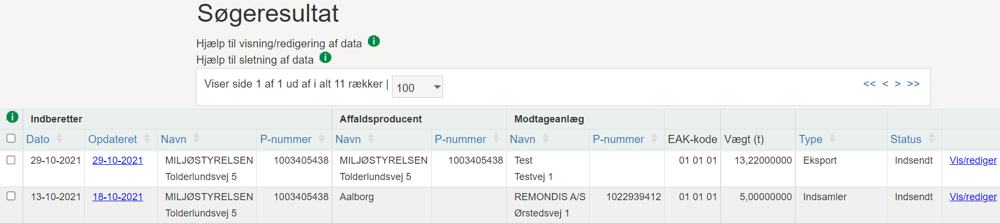 Søgeresultat
Hjælp til visning/redigering af data
Hjælp til sletning af data
Viser side 1 af 1 ud af i alt 11 rækker | 100 << < > >>
Indberetter Affaldsproducent Modtageanlæg
Dato Opdateret Navn P-nummer Navn P-nummer Navn P-nummer EAK-kode Vægt (t) Type Status
29-10-2021 29-10-2021 MILJØSTYRELSEN 1003405438 MILJØSTYRELSEN 1003405438 Test 01 01 01 13,22000000 Eksport Indsendt Vis/rediger
Tolderlundsvej 5 Tolderlundsvej 5 Testvej 1
13-10-2021 18-10-2021 MILJØSTYRELSEN 1003405438 Aalborg REMONDIS A/S 1022939412 01 01 01 5,00000000 Indsamler Indsendt Vis/rediger
Tolderlundsvej 5 Ørstedsvej 1